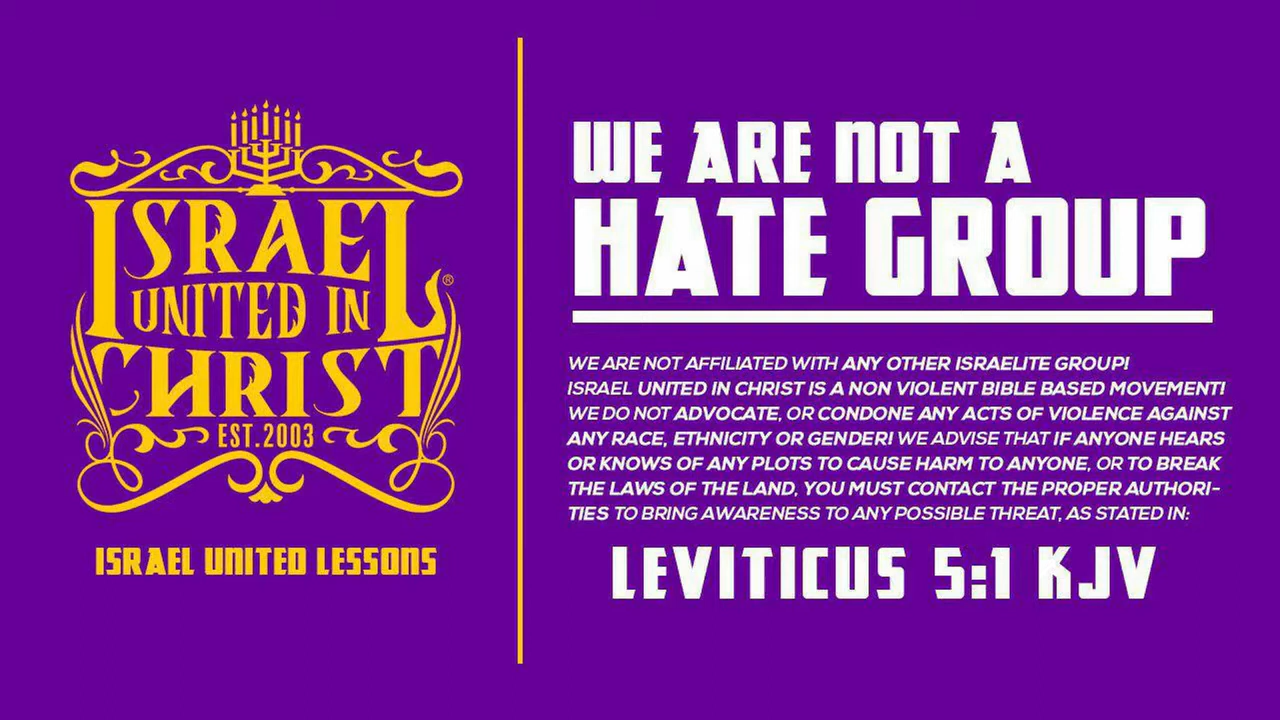 ISRAEL
UNITED IN
CHRIST
®
EST.2003
ISRAEL UNITED LESSONS
WE ARE NOT A
HATE GROUP
WE ARE NOT AFFILIATED WITH ANY OTHER ISRAELITE GROUP!
ISRAEL UNITED IN CHRIST IS A NON VIOLENT BIBLE BASED MOVEMENT!
WE DO NOT ADVOCATE, OR CONDONE ANY ACTS OF VIOLENCE AGAINST
ANY RACE, ETHNICITY OR GENDER! WE ADVISE THAT IF ANYONE HEARS
OR KNOWS OF ANY PLOTS TO CAUSE HARM TO ANYONE, OR TO BREAK
THE LAWS OF THE LAND, YOU MUST CONTACT THE PROPER AUTHORI-
TIES TO BRING AWARENESS TO ANY POSSIBLE THREAT, AS STATED IN:
LEVITICUS 5:1 KJV